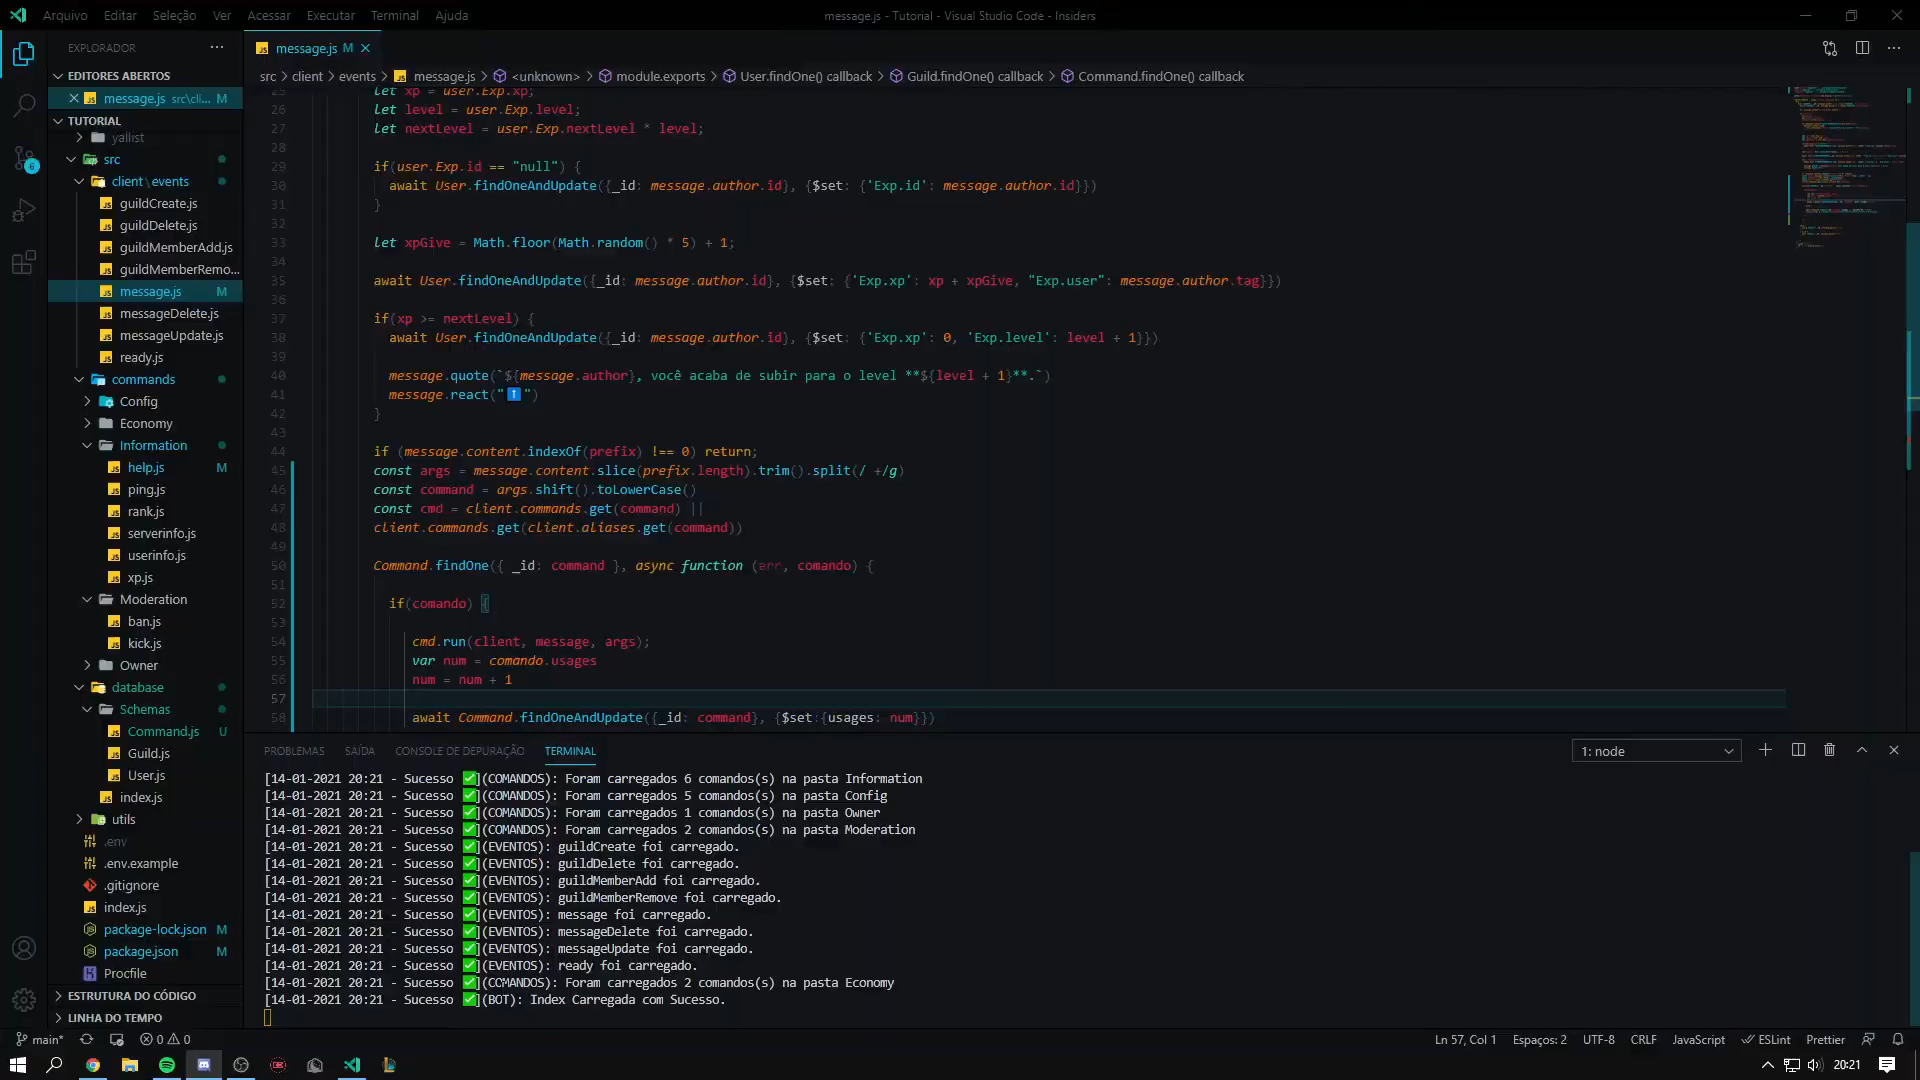 Arquivo Editar Seleção Ver Acessar Executar Terminal Ajuda
message.js - Tutorial - Visual Studio Code - Insiders
EXPLORADOR
message.js M
EDITORES ABERTOS
src > client > events > message.js > <unknown> > module.exports > User.findOne() callback > Guild.findOne() callback > Command.findOne() callback
message.js src\cli... M
TUTORIAL
yallist
src
client \ events
guildCreate.js
guildDelete.js
guildMemberAdd.js
guildMemberRemo...
message.js M
messageDelete.js
messageUpdate.js
ready.js
commands
Config
Economy
Information
help.js M
ping.js
rank.js
serverinfo.js
userinfo.js
xp.js
Moderation
ban.js
kick.js
Owner
database
Schemas
Command.js U
Guild.js
User.js
index.js
utils
.env
.env.example
.gitignore
index.js
package-lock.json M
package.json M
Procfile
ESTRUTURA DO CÓDIGO
LINHA DO TEMPO
25 let xp = user.Exp.xp;
26 let level = user.Exp.level;
27 let nextLevel = user.Exp.nextLevel * level;
28
29 if(user.Exp.id == "null") {
30 await User.findOneAndUpdate({_id: message.author.id}, {$set: {'Exp.id': message.author.id}})
31 }
32
33 let xpGive = Math.floor(Math.random() * 5) + 1;
34
35 await User.findOneAndUpdate({_id: message.author.id}, {$set: {'Exp.xp': xp + xpGive, "Exp.user": message.author.tag}})
36
37 if(xp >= nextLevel) {
38 await User.findOneAndUpdate({_id: message.author.id}, {$set: {'Exp.xp': 0, 'Exp.level': level + 1}})
39
40 message.quote(`${message.author}, você acaba de subir para o level **${level + 1}**.`)
41 message.react("⬆️")
42 }
43
44 if (message.content.indexOf(prefix) !== 0) return;
45 const args = message.content.slice(prefix.length).trim().split(/ +/g)
46 const command = args.shift().toLowerCase()
47 const cmd = client.commands.get(command) ||
48 client.commands.get(client.aliases.get(command))
49
50 Command.findOne({ _id: command }, async function (err, comando) {
51
52 if(comando) {
53
54 cmd.run(client, message, args);
55 var num = comando.usages
56 num = num + 1
57
58 await Command.findOneAndUpdate({_id: command}, {$set:{usages: num}})
PROBLEMAS SAÍDA CONSOLE DE DEPURAÇÃO TERMINAL 1: node
[14-01-2021 20:21 - Sucesso ✅](COMANDOS): Foram carregados 6 comandos(s) na pasta Information
[14-01-2021 20:21 - Sucesso ✅](COMANDOS): Foram carregados 5 comandos(s) na pasta Config
[14-01-2021 20:21 - Sucesso ✅](COMANDOS): Foram carregados 1 comandos(s) na pasta Owner
[14-01-2021 20:21 - Sucesso ✅](COMANDOS): Foram carregados 2 comandos(s) na pasta Moderation
[14-01-2021 20:21 - Sucesso ✅](EVENTOS): guildCreate foi carregado.
[14-01-2021 20:21 - Sucesso ✅](EVENTOS): guildDelete foi carregado.
[14-01-2021 20:21 - Sucesso ✅](EVENTOS): guildMemberAdd foi carregado.
[14-01-2021 20:21 - Sucesso ✅](EVENTOS): guildMemberRemove foi carregado.
[14-01-2021 20:21 - Sucesso ✅](EVENTOS): message foi carregado.
[14-01-2021 20:21 - Sucesso ✅](EVENTOS): messageDelete foi carregado.
[14-01-2021 20:21 - Sucesso ✅](EVENTOS): messageUpdate foi carregado.
[14-01-2021 20:21 - Sucesso ✅](EVENTOS): ready foi carregado.
[14-01-2021 20:21 - Sucesso ✅](COMANDOS): Foram carregados 2 comandos(s) na pasta Economy
[14-01-2021 20:21 - Sucesso ✅](BOT): Index Carregada com Sucesso.
main* 0 0 Ln 57, Col 1 Espaços: 2 UTF-8 CRLF JavaScript ESLint Prettier
20:21